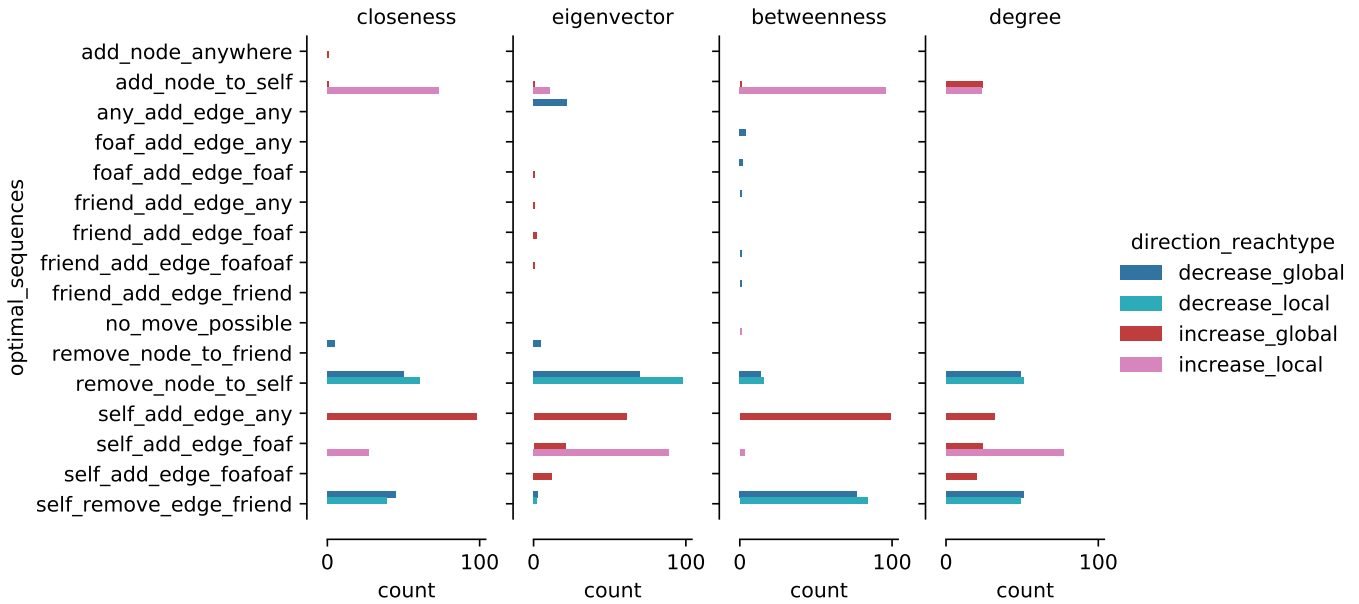 closeness eigenvector betweenness degree
optimal_sequences
add_node_anywhere
add_node_to_self
any_add_edge_any
foaf_add_edge_any
foaf_add_edge_foaf
friend_add_edge_any
friend_add_edge_foaf
friend_add_edge_foafoaf
friend_add_edge_friend
no_move_possible
remove_node_to_friend
remove_node_to_self
self_add_edge_any
self_add_edge_foaf
self_add_edge_foafoaf
self_remove_edge_friend
0 100 0 100 0 100 0 100
count count count count
direction_reachtype
decrease_global
decrease_local
increase_global
increase_local